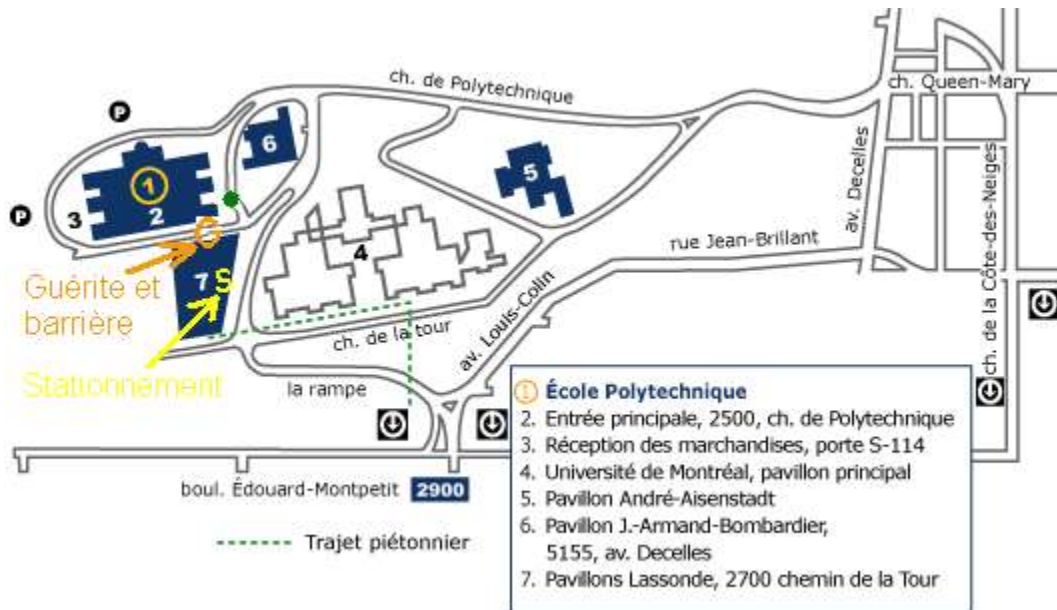 ch. de Polytechnique
ch. Queen-Mary
P
6
5
1
av. Decelles
ch. de la Côte-des-Neiges
3
2
P
G
rue Jean-Brillant
4
Guérite et
barrière
7
S
av. Louis-Colin
ch. de la tour
Stationnement
la rampe
1 École Polytechnique
2. Entrée principale, 2500, ch. de Polytechnique
3. Réception des marchandises, porte S-114
4. Université de Montréal, pavillon principal
5. Pavillon André-Aisenstadt
6. Pavillon J.-Armand-Bombardier,
5155, av. Decelles
7. Pavillons Lassonde, 2700 chemin de la Tour
boul. Édouard-Montpetit 2900
Trajet piétonnier